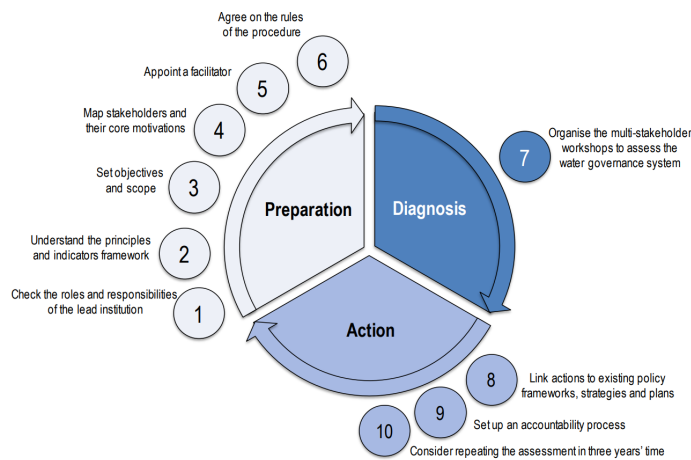 Agree on the rules
of the procedure
6
Appoint a facilitator
5
Map stakeholders and
their core motivations
4
Set objectives
and scope
3
Understand the principles
and indicators framework
2
Check the roles and responsibilities
of the lead institution
1
Preparation
Diagnosis
7
Organise the multi-stakeholder
workshops to assess the
water governance system
Action
8
Link actions to existing policy
frameworks, strategies and plans
9
Set up an accountability process
10
Consider repeating the assessment in three years' time